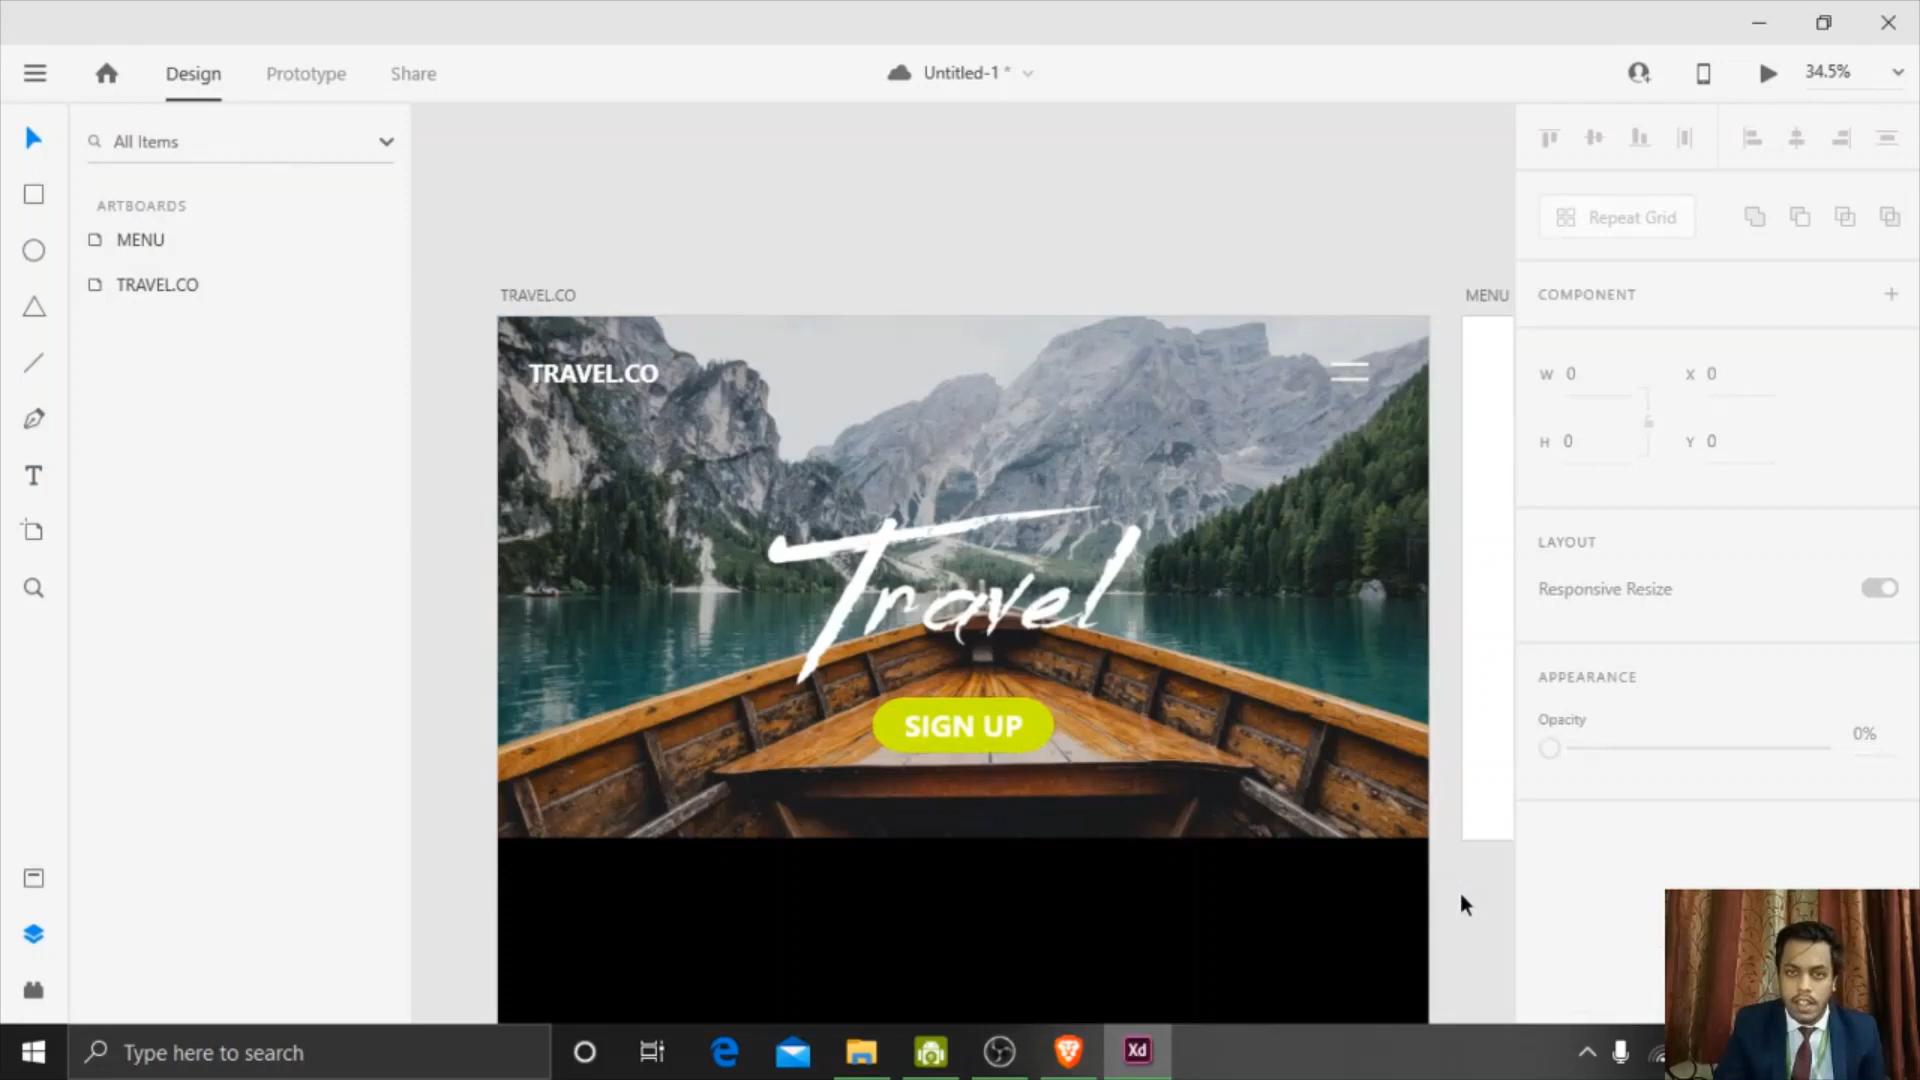 Design
Prototype
Share
Untitled-1 *
34.5%
All Items
ARTBOARDS
MENU
TRAVEL.CO
TRAVEL.CO
MENU
TRAVEL.CO
Travel
SIGN UP
Repeat Grid
COMPONENT
W 0
X 0
H 0
Y 0
LAYOUT
Responsive Resize
APPEARANCE
Opacity
0%
Type here to search
Xd